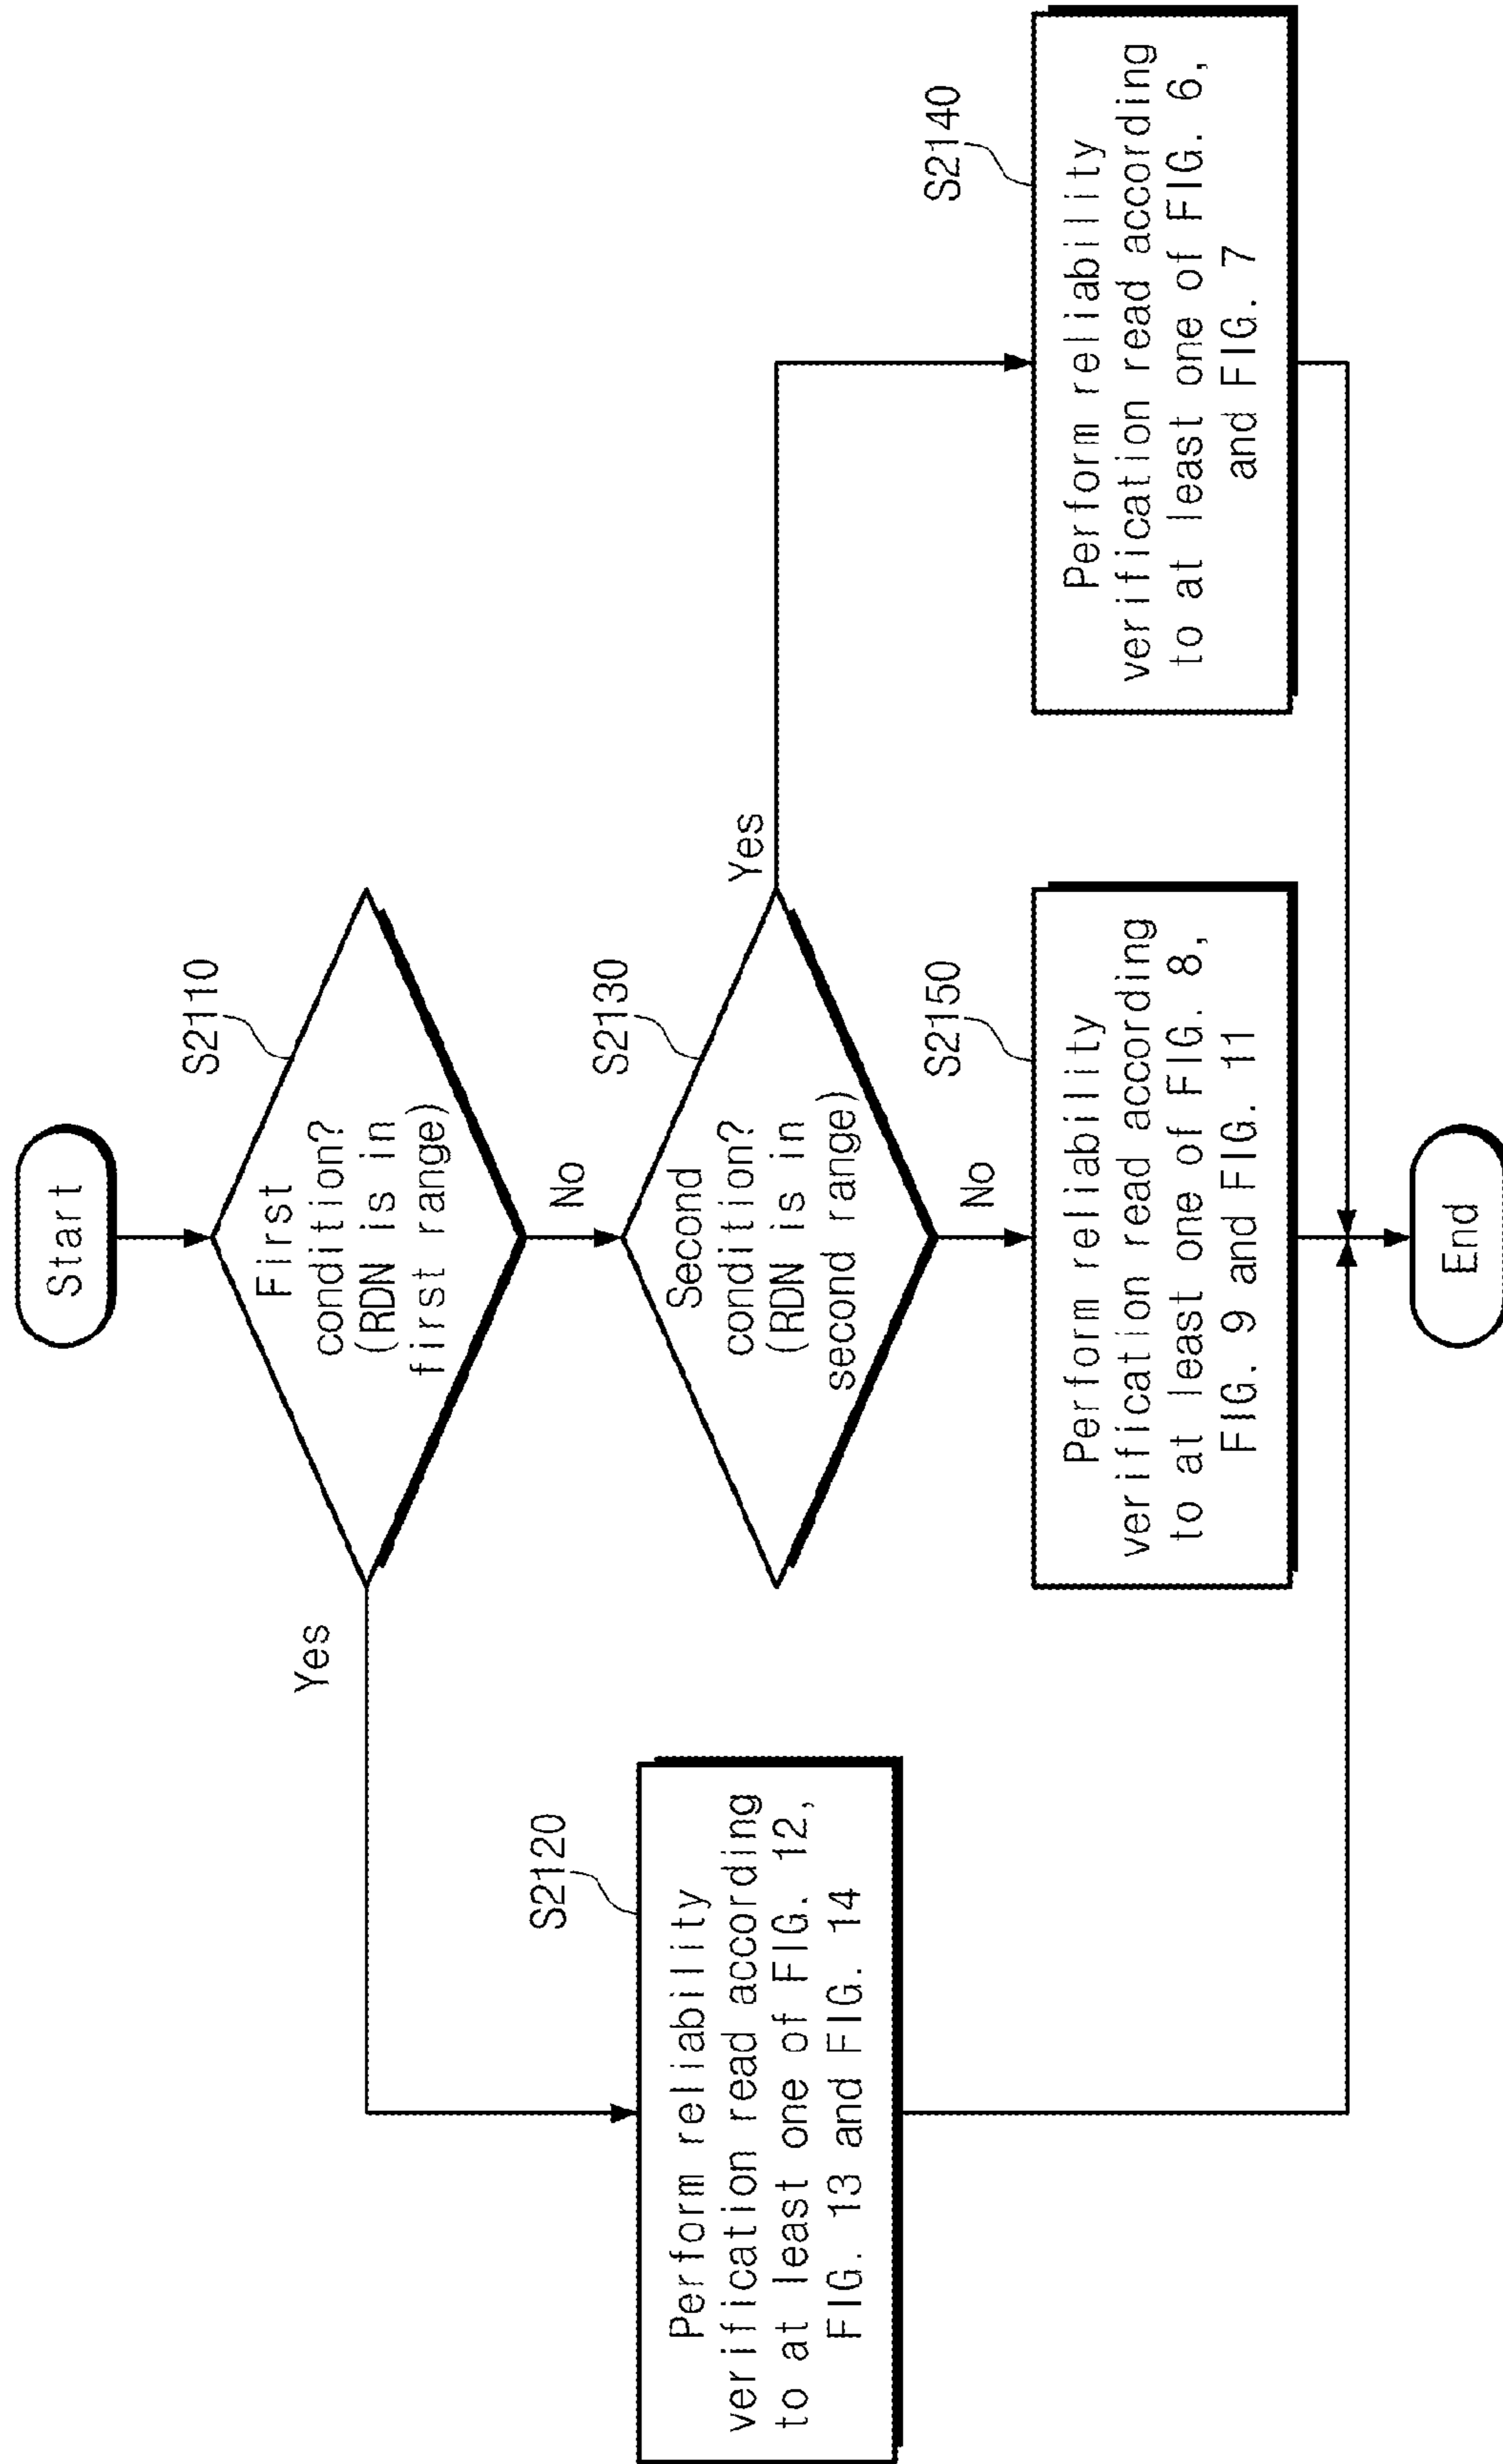 Start
S2110
First
condition?
(RDN is in
first range)
Yes
No
S2120
Perform reliability
verification read according
to at least one of FIG. 12,
FIG. 13 and FIG. 14
S2130
Second
condition?
(RDN is in
second range)
Yes
No
S2150
Perform reliability
verification read according
to at least one of FIG. 8,
FIG. 9 and FIG. 11
S2140
Perform reliability
verification read according
to at least one of FIG. 6,
and FIG. 7
End